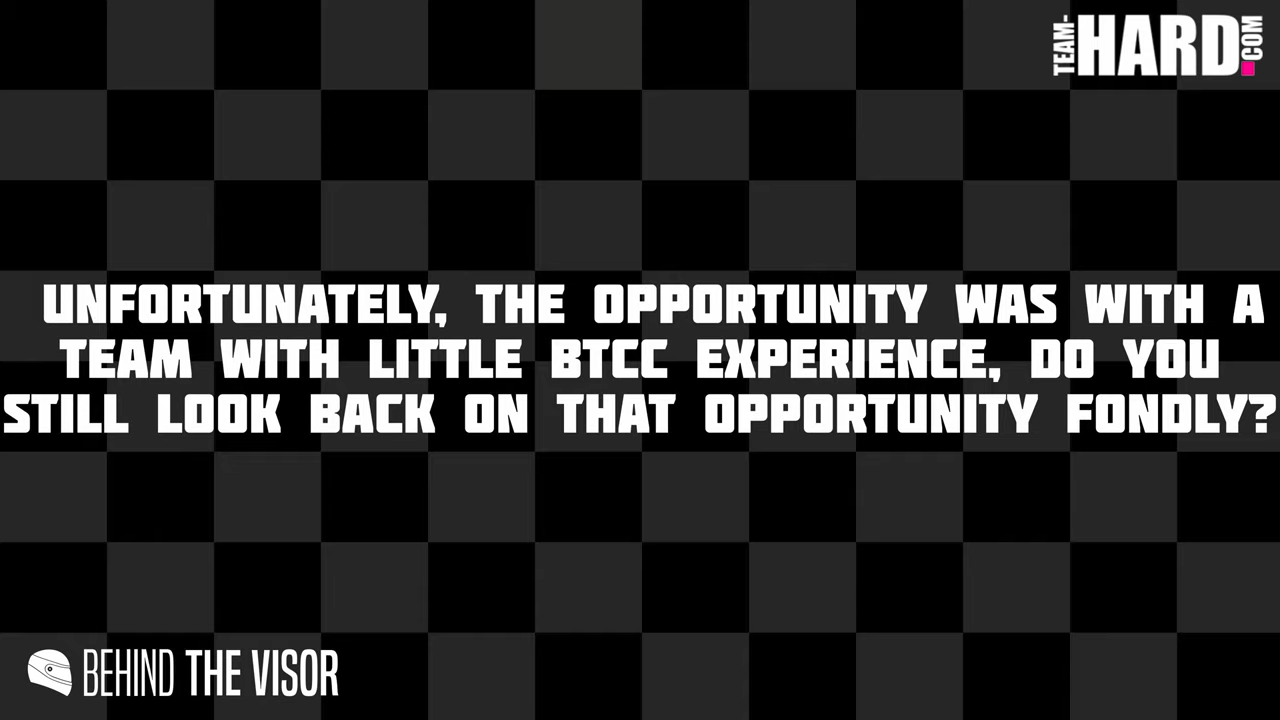 TEAM-HARD.COM
UNFORTUNATELY, THE OPPORTUNITY WAS WITH A
TEAM WITH LITTLE BTCC EXPERIENCE, DO YOU
STILL LOOK BACK ON THAT OPPORTUNITY FONDLY?
BEHIND THE VISOR